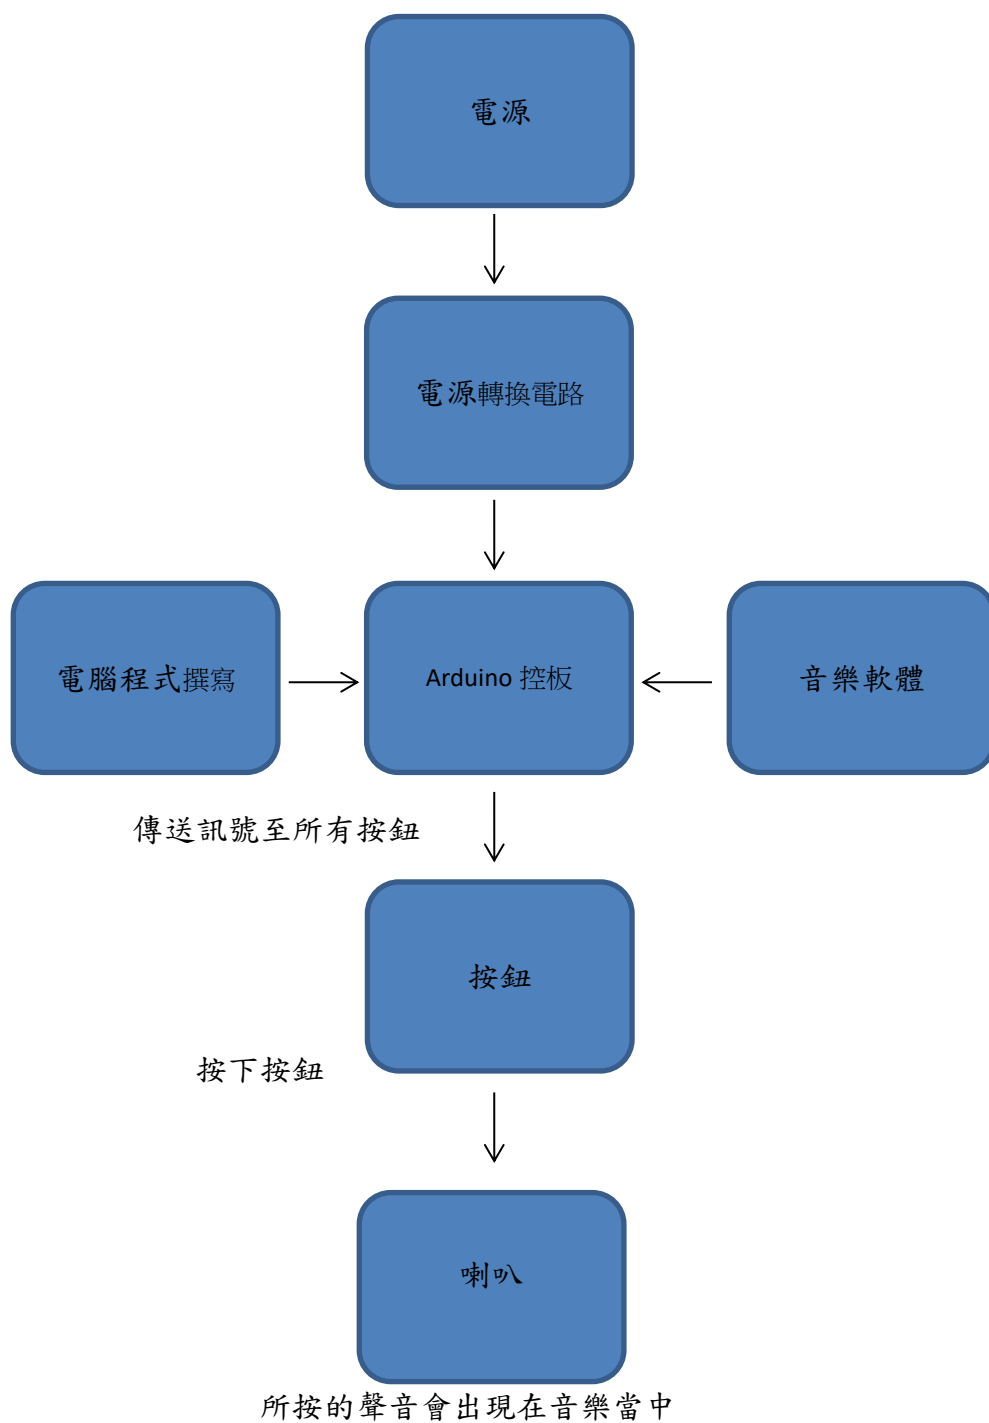 電源
電源轉換電路
電腦程式撰寫
Arduino 控板
音樂軟體
傳送訊號至所有按鈕
按鈕
按下按鈕
喇叭
所按的聲音會出現在音樂當中